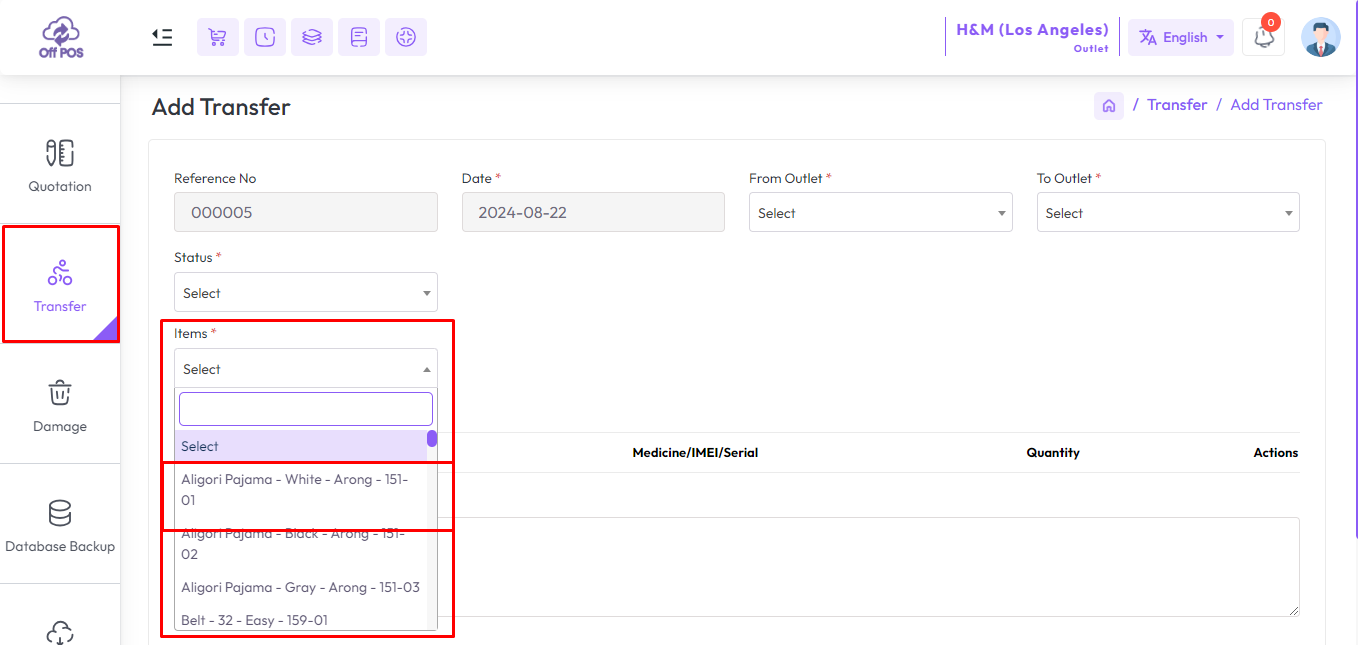 Off POS
H&M (Los Angeles)
Outlet
English
0
Add Transfer
/ Transfer / Add Transfer
Quotation
Transfer
Damage
Database Backup
Reference No
Date *
From Outlet *
To Outlet *
000005
2024-08-22
Select
Select
Status *
Select
Items *
Select
Select
Aligori Pajama - White - Arong - 151-
01
Aligori Pajama - Black - Arong - 151-
02
Aligori Pajama - Gray - Arong - 151-03
Belt - 32 - Easy - 159-01
Medicine/IMEI/Serial
Quantity
Actions